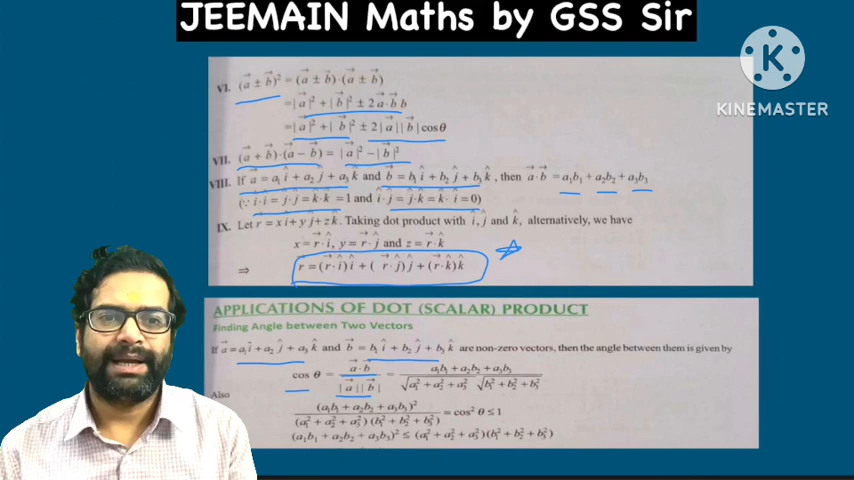 JEEMAIN Maths by GSS Sir
K
KINEMASTER
VI. (a⃗ ± b⃗)² = (a⃗ ± b⃗)·(a⃗ ± b⃗)
= |a⃗|² + |b⃗|² ± 2 a⃗·b⃗ b
= |a⃗|² + |b⃗|² ± 2|a⃗||b⃗| cosθ
VII. (a⃗ + b⃗)·(a⃗ − b⃗) = |a⃗|² − |b⃗|²
VIII. If a⃗ = a₁î + a₂ĵ + a₃k̂ and b⃗ = b₁î + b₂ĵ + b₃k̂, then a⃗·b⃗ = a₁b₁ + a₂b₂ + a₃b₃
(∵ î·î = ĵ·ĵ = k̂·k̂ = 1 and î·ĵ = ĵ·k̂ = k̂·î = 0)
IX. Let r⃗ = xî + yĵ + zk̂. Taking dot product with î, ĵ and k̂, alternatively, we have
x = r⃗·î, y = r⃗·ĵ and z = r⃗·k̂
⇒ r⃗ = (r⃗·î)î + (r⃗·ĵ)ĵ + (r⃗·k̂)k̂
APPLICATIONS OF DOT (SCALAR) PRODUCT
Finding Angle between Two Vectors
If a⃗ = a₁î + a₂ĵ + a₃k̂ and b⃗ = b₁î + b₂ĵ + b₃k̂ are non-zero vectors, then the angle between them is given by
cos θ = a⃗·b⃗ / |a⃗||b⃗| = a₁b₁ + a₂b₂ + a₃b₃ / √a₁² + a₂² + a₃² √b₁² + b₂² + b₃²
Also
(a₁b₁ + a₂b₂ + a₃b₃)² / (a₁² + a₂² + a₃²)(b₁² + b₂² + b₃²) = cos² θ ≤ 1
(a₁b₁ + a₂b₂ + a₃b₃)² ≤ (a₁² + a₂² + a₃²)(b₁² + b₂² + b₃²)